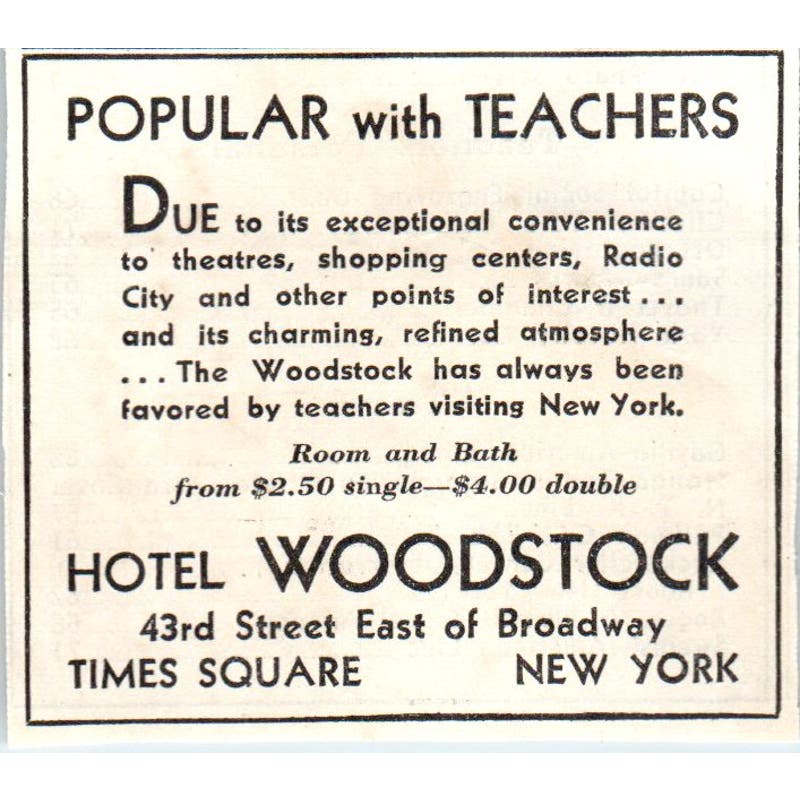 POPULAR with TEACHERS
DUE to its exceptional convenience
to theatres, shopping centers, Radio
City and other points of interest...
and its charming, refined atmosphere
...The Woodstock has always been
favored by teachers visiting New York.
Room and Bath
from $2.50 single—$4.00 double
HOTEL WOODSTOCK
43rd Street East of Broadway
TIMES SQUARE NEW YORK